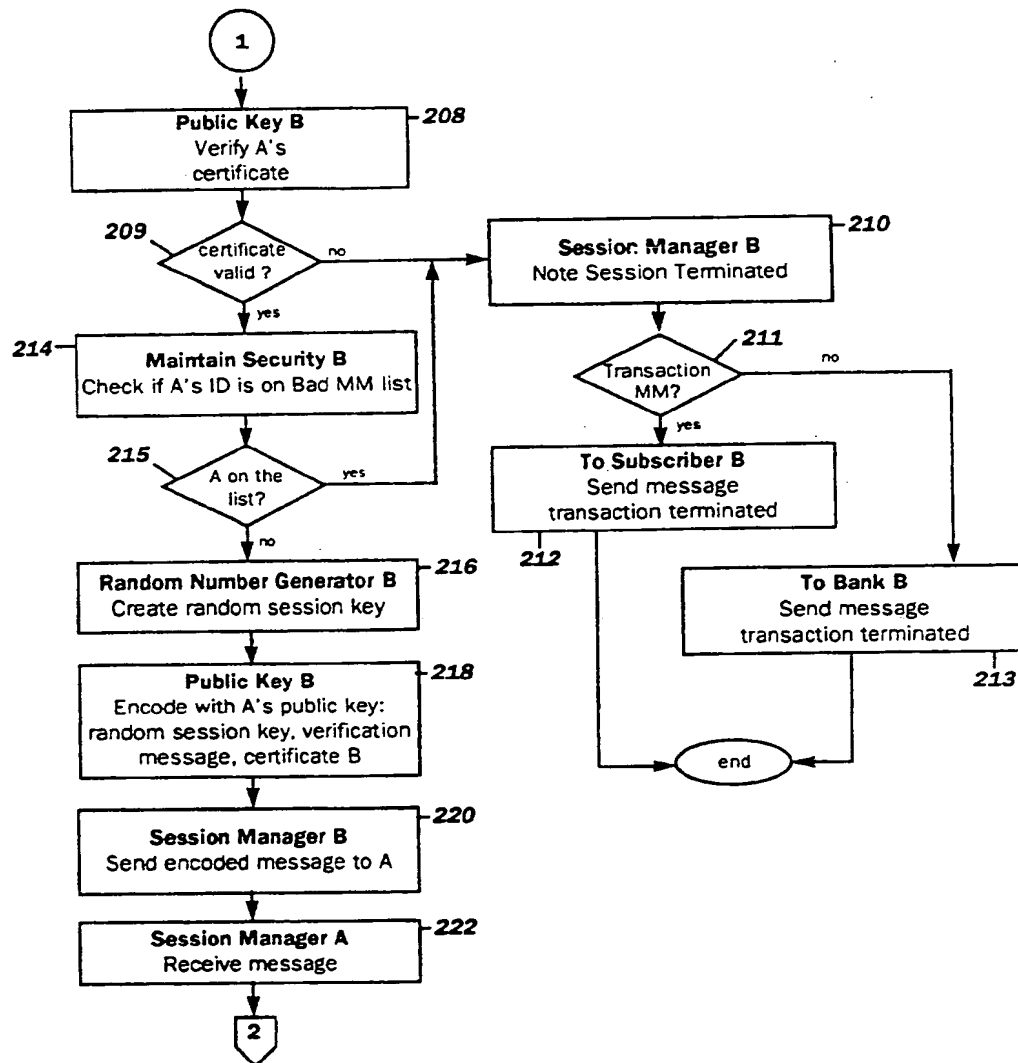 1
Public Key B
Verify A's
certificate
208
209
certificate
valid ?
no
yes
Session Manager B
Note Session Terminated
210
214
Maintain Security B
Check if A's ID is on Bad MM list
211
Transaction
MM?
no
yes
215
A on the
list?
yes
no
To Subscriber B
Send message
transaction terminated
212
Random Number Generator B
Create random session key
216
To Bank B
Send message
transaction terminated
213
Public Key B
Encode with A's public key:
random session key, verification
message, certificate B
218
end
Session Manager B
Send encoded message to A
220
Session Manager A
Receive message
222
2